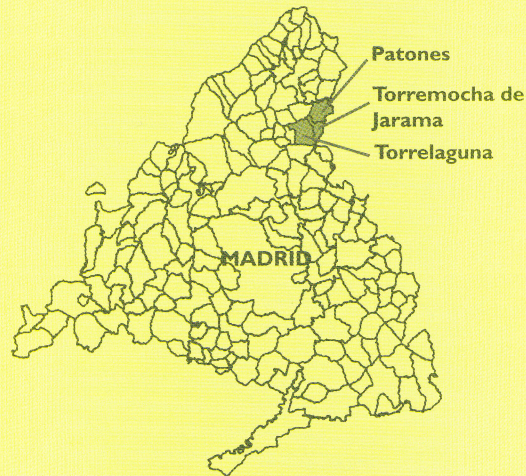 Patones
Torremocha de
Jarama
Torrelaguna
MADRID